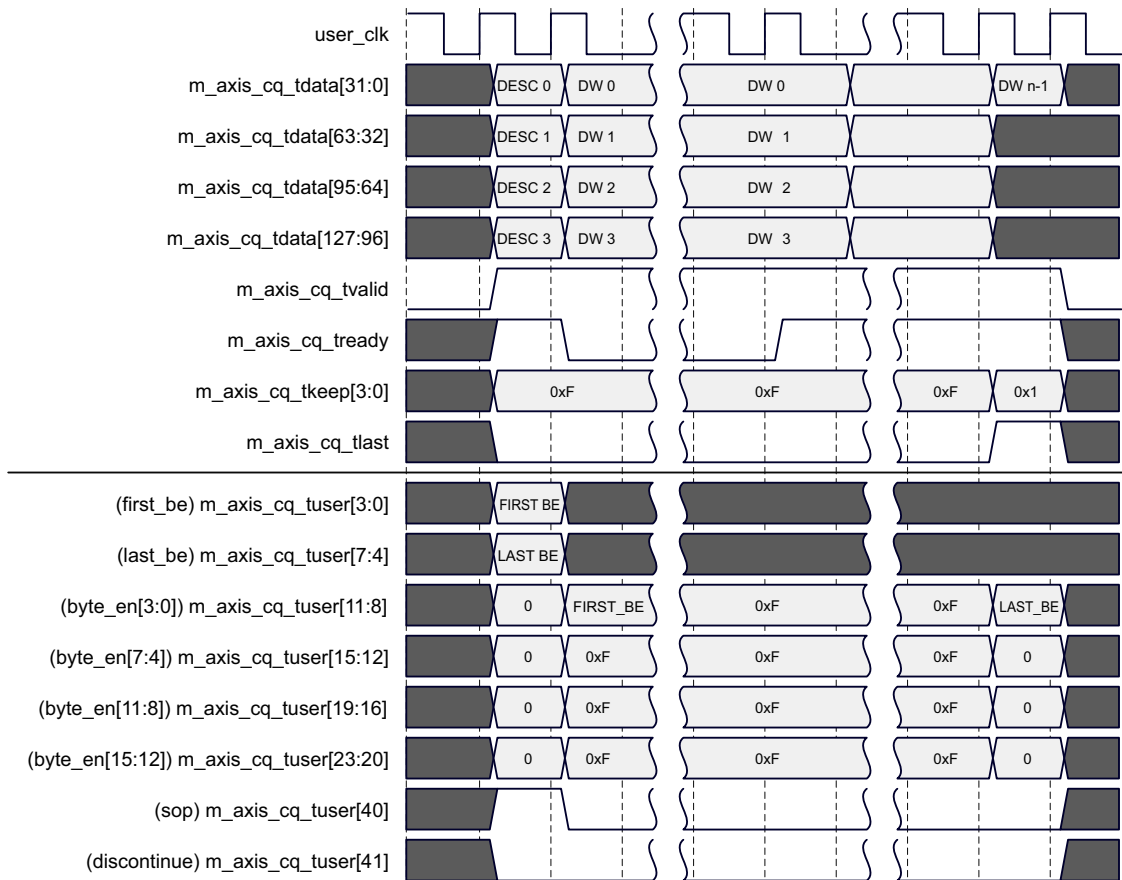 user_clk
m_axis_cq_tdata[31:0] DESC 0 DW 0 DW 0 DW n-1
m_axis_cq_tdata[63:32] DESC 1 DW 1 DW 1
m_axis_cq_tdata[95:64] DESC 2 DW 2 DW 2
m_axis_cq_tdata[127:96] DESC 3 DW 3 DW 3
m_axis_cq_tvalid
m_axis_cq_tready
m_axis_cq_tkeep[3:0] 0xF 0xF 0xF 0x1
m_axis_cq_tlast
(first_be) m_axis_cq_tuser[3:0] FIRST BE
(last_be) m_axis_cq_tuser[7:4] LAST BE
(byte_en[3:0]) m_axis_cq_tuser[11:8] 0 FIRST_BE 0xF 0xF LAST_BE
(byte_en[7:4]) m_axis_cq_tuser[15:12] 0 0xF 0xF 0xF 0
(byte_en[11:8]) m_axis_cq_tuser[19:16] 0 0xF 0xF 0xF 0
(byte_en[15:12]) m_axis_cq_tuser[23:20] 0 0xF 0xF 0xF 0
(sop) m_axis_cq_tuser[40]
(discontinue) m_axis_cq_tuser[41]